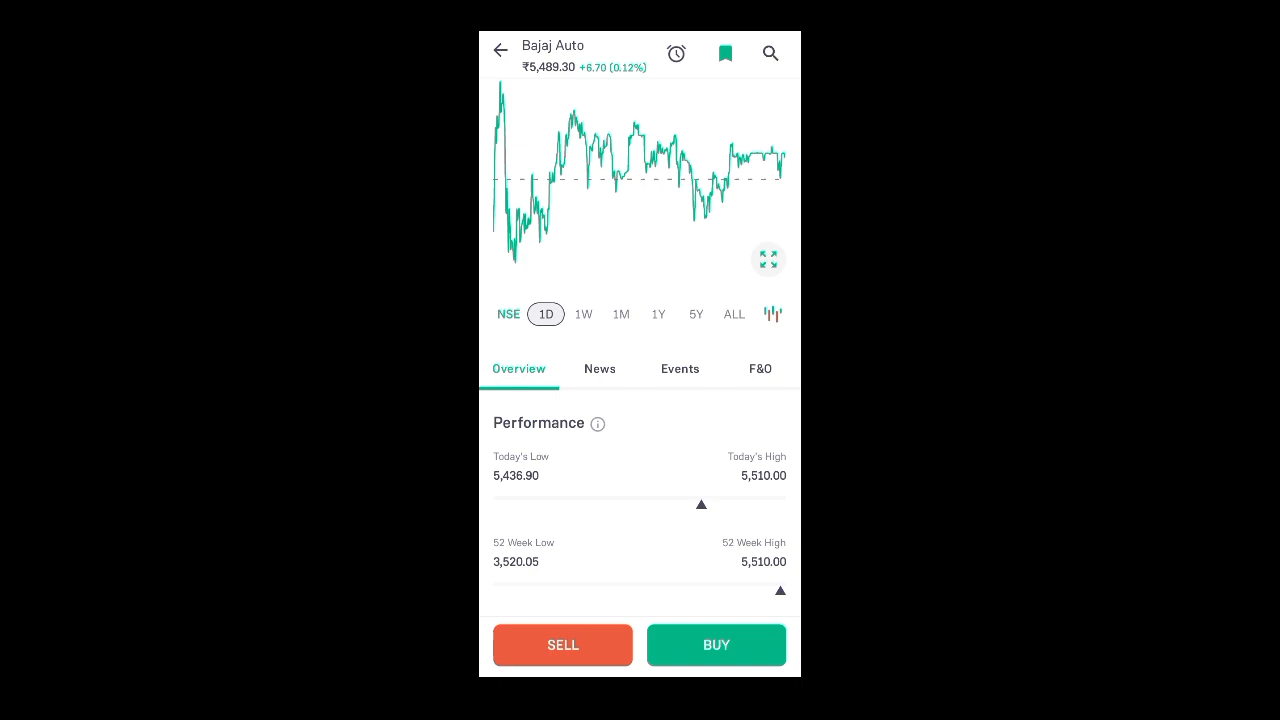 Bajaj Auto
₹5,489.30 +6.70 (0.12%)
NSE 1D 1W 1M 1Y 5Y ALL
Overview News Events F&O
Performance
Today's Low Today's High
5,436.90 5,510.00
52 Week Low 52 Week High
3,520.05 5,510.00
SELL BUY